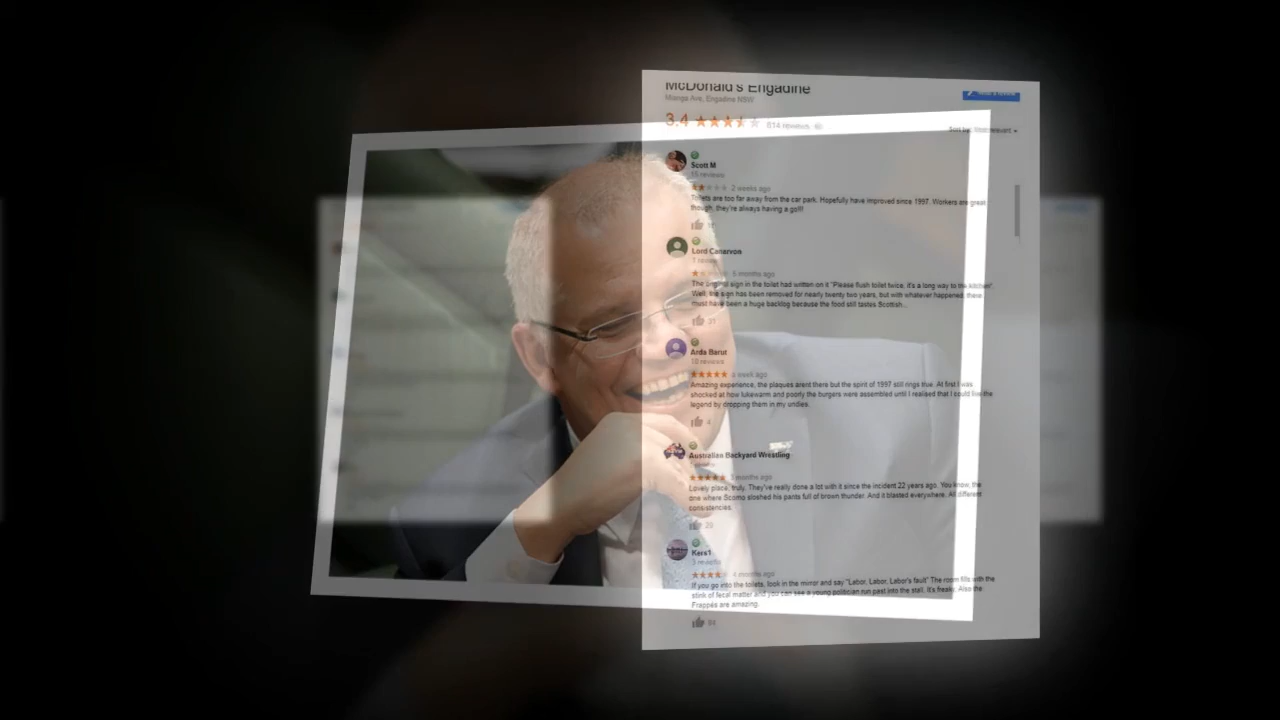 McDonald's Engadine
Ave, Engadine NSW
3.4
814 reviews
Sort by: Most relevant
Scott M
15 reviews
2 weeks ago
Toilets are too far away from the car park. Hopefully have improved since 1997. Workers are great
though, they're always having a go!!!
Lord Canarvon
6 months ago
The original sign in the toilet had written on it "Please flush toilet twice, it's a long way to the kitchen".
Well, the sign has been removed for nearly twenty two years, but with whatever happened, there
must have been a huge backlog because the food still tastes Scottish..
31
Arda Barut
10 reviews
a week ago
Amazing experience, the plaques arent there but the spirit of 1997 still rings true. At first I was
shocked at how lukewarm and poorly the burgers were assembled until I realised that I could live the
legend by dropping them in my undies.
4
Australian Backyard Wrestling
months ago
Lovely place, truly. They've really done a lot with it since the incident 22 years ago. You know, the
one where Scomo sloshed his pants full of brown thunder. And it blasted everywhere. All different
consistencies.
20
Kers1
3 reviews
4 months ago
If you go into the toilets, look in the mirror and say "Labor, Labor, Labor's fault" The room fills with the
stink of fecal matter and you can see a young politician run past into the stall. It's freaky. Also the
Frappés are amazing.
84